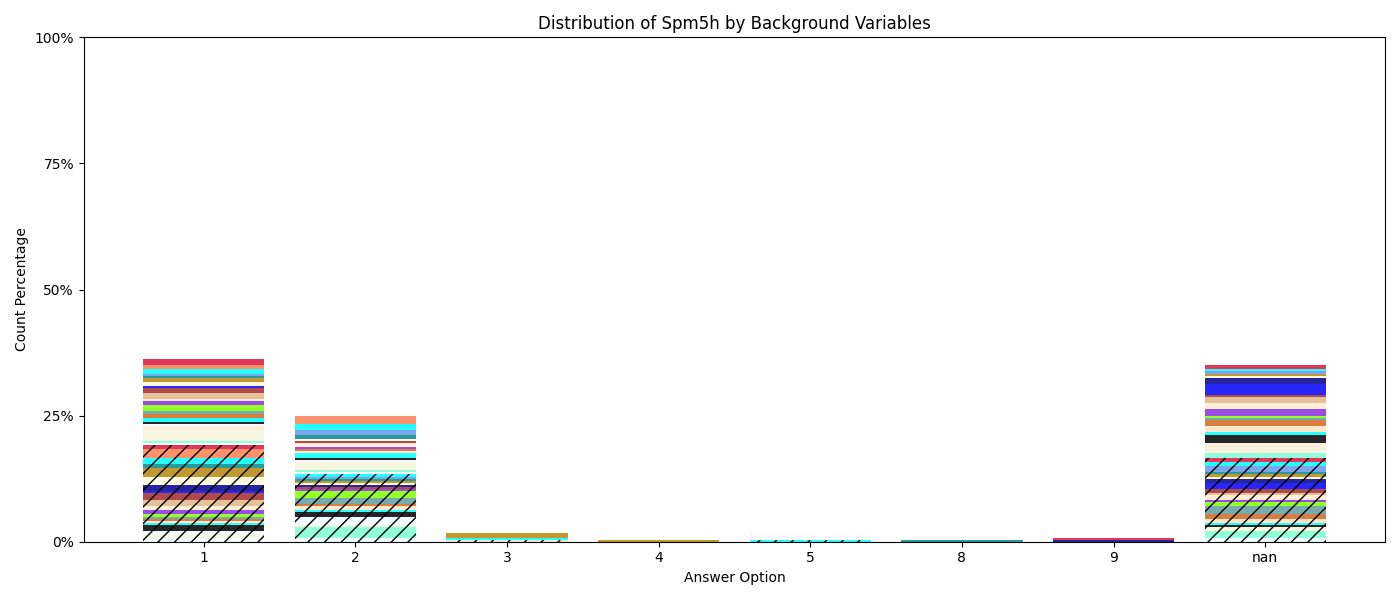 Distribution of Spm5h by Background Variables
100%
75%
50%
25%
0%
Count Percentage
1 2 3 4 5 8 9 nan
Answer Option